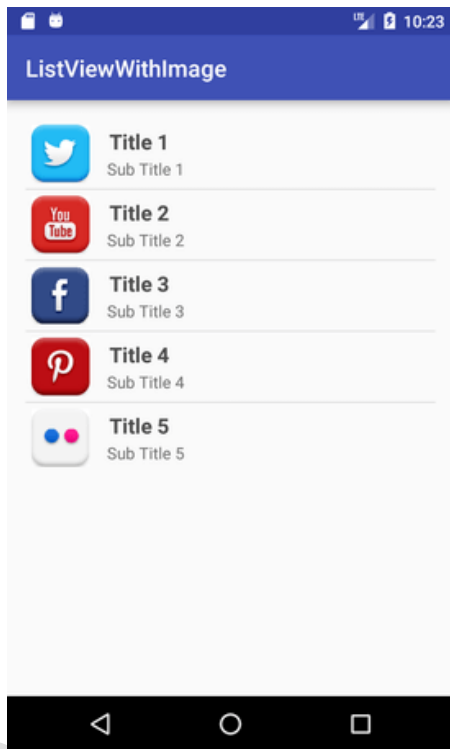 LTE 10:23
ListViewWithImage
Title 1
Sub Title 1
You
Tube
Title 2
Sub Title 2
f
Title 3
Sub Title 3
Title 4
Sub Title 4
Title 5
Sub Title 5